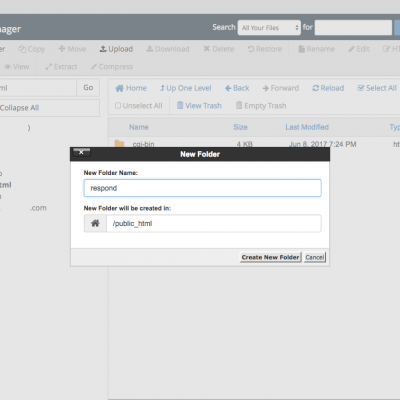 nager
Search All Your Files for
er Copy Move Upload Download Delete Restore Rename Edit H
View Extract Compress
ml Go
Home Up One Level Back Forward Reload Select All
Collapse All
Unselect All View Trash Empty Trash
)
Name Size Last Modified Typ
cgi-bin 4 KB Jun 8, 2017 7:24 PM ht
New Folder
New Folder Name:
respond
New Folder will be created in:
/public_html
Create New Folder Cancel
o
tml
.com